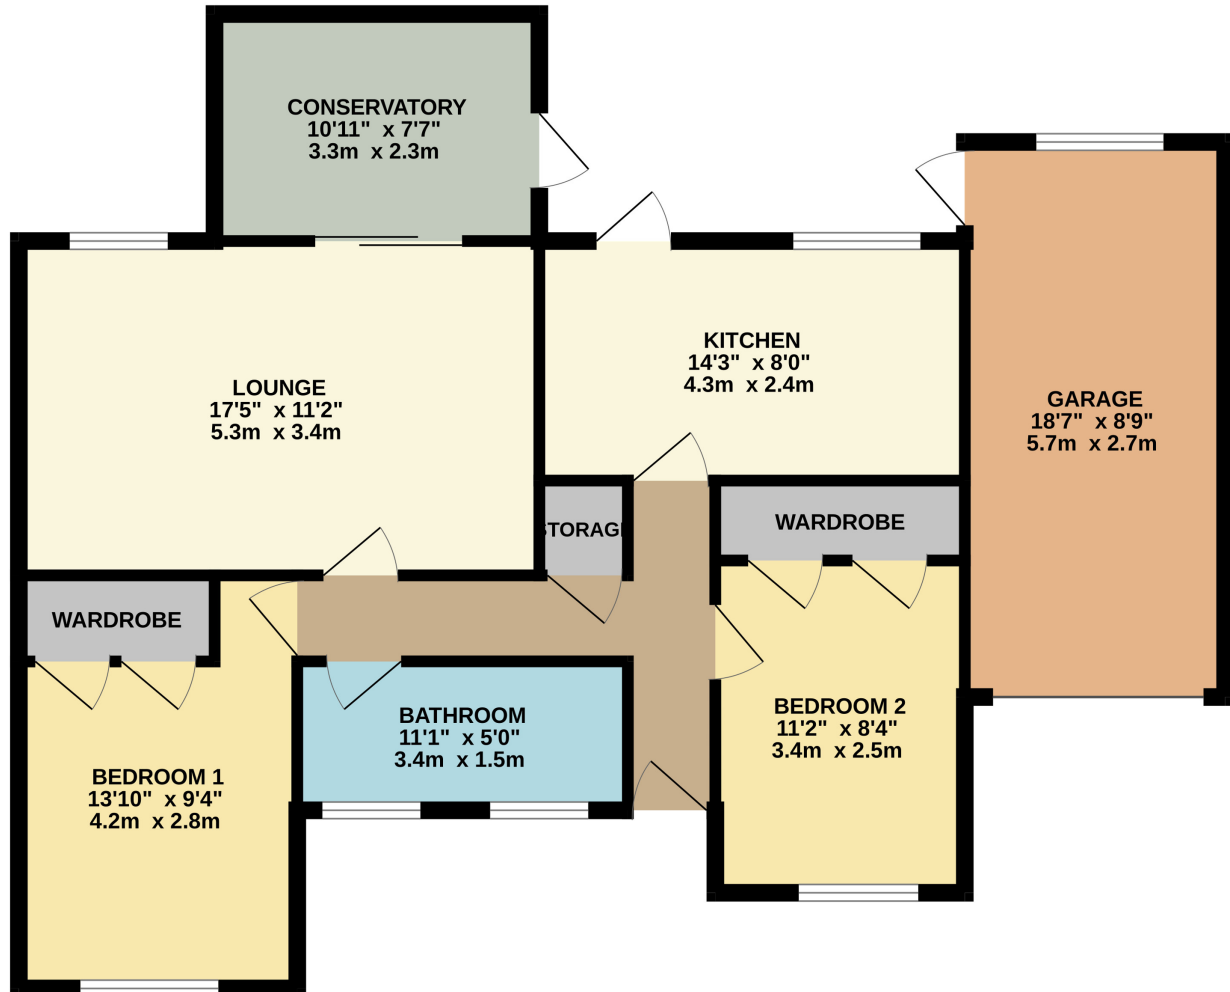 CONSERVATORY
10'11" x 7'7"
3.3m x 2.3m
KITCHEN
14'3" x 8'0"
4.3m x 2.4m
LOUNGE
17'5" x 11'2"
5.3m x 3.4m
GARAGE
18'7" x 8'9"
5.7m x 2.7m
STORAGE
WARDROBE
WARDROBE
BATHROOM
11'1" x 5'0"
3.4m x 1.5m
BEDROOM 2
11'2" x 8'4"
3.4m x 2.5m
BEDROOM 1
13'10" x 9'4"
4.2m x 2.8m